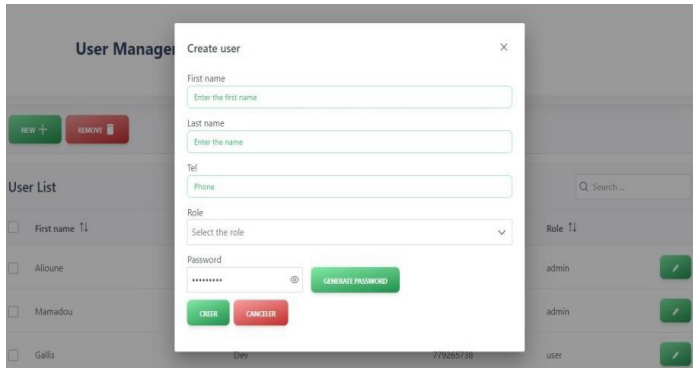 User Manage
Create user
First name
Enter the first name
Last name
Enter the name
Tel
Phone
Role
Select the role
Password
GENERATE PASSWORD
CREER CANCELER
NEW REMOVE
User List
Search ...
First name Role
Alioune admin
Mamadou admin
Gallis Dev 779265738 user